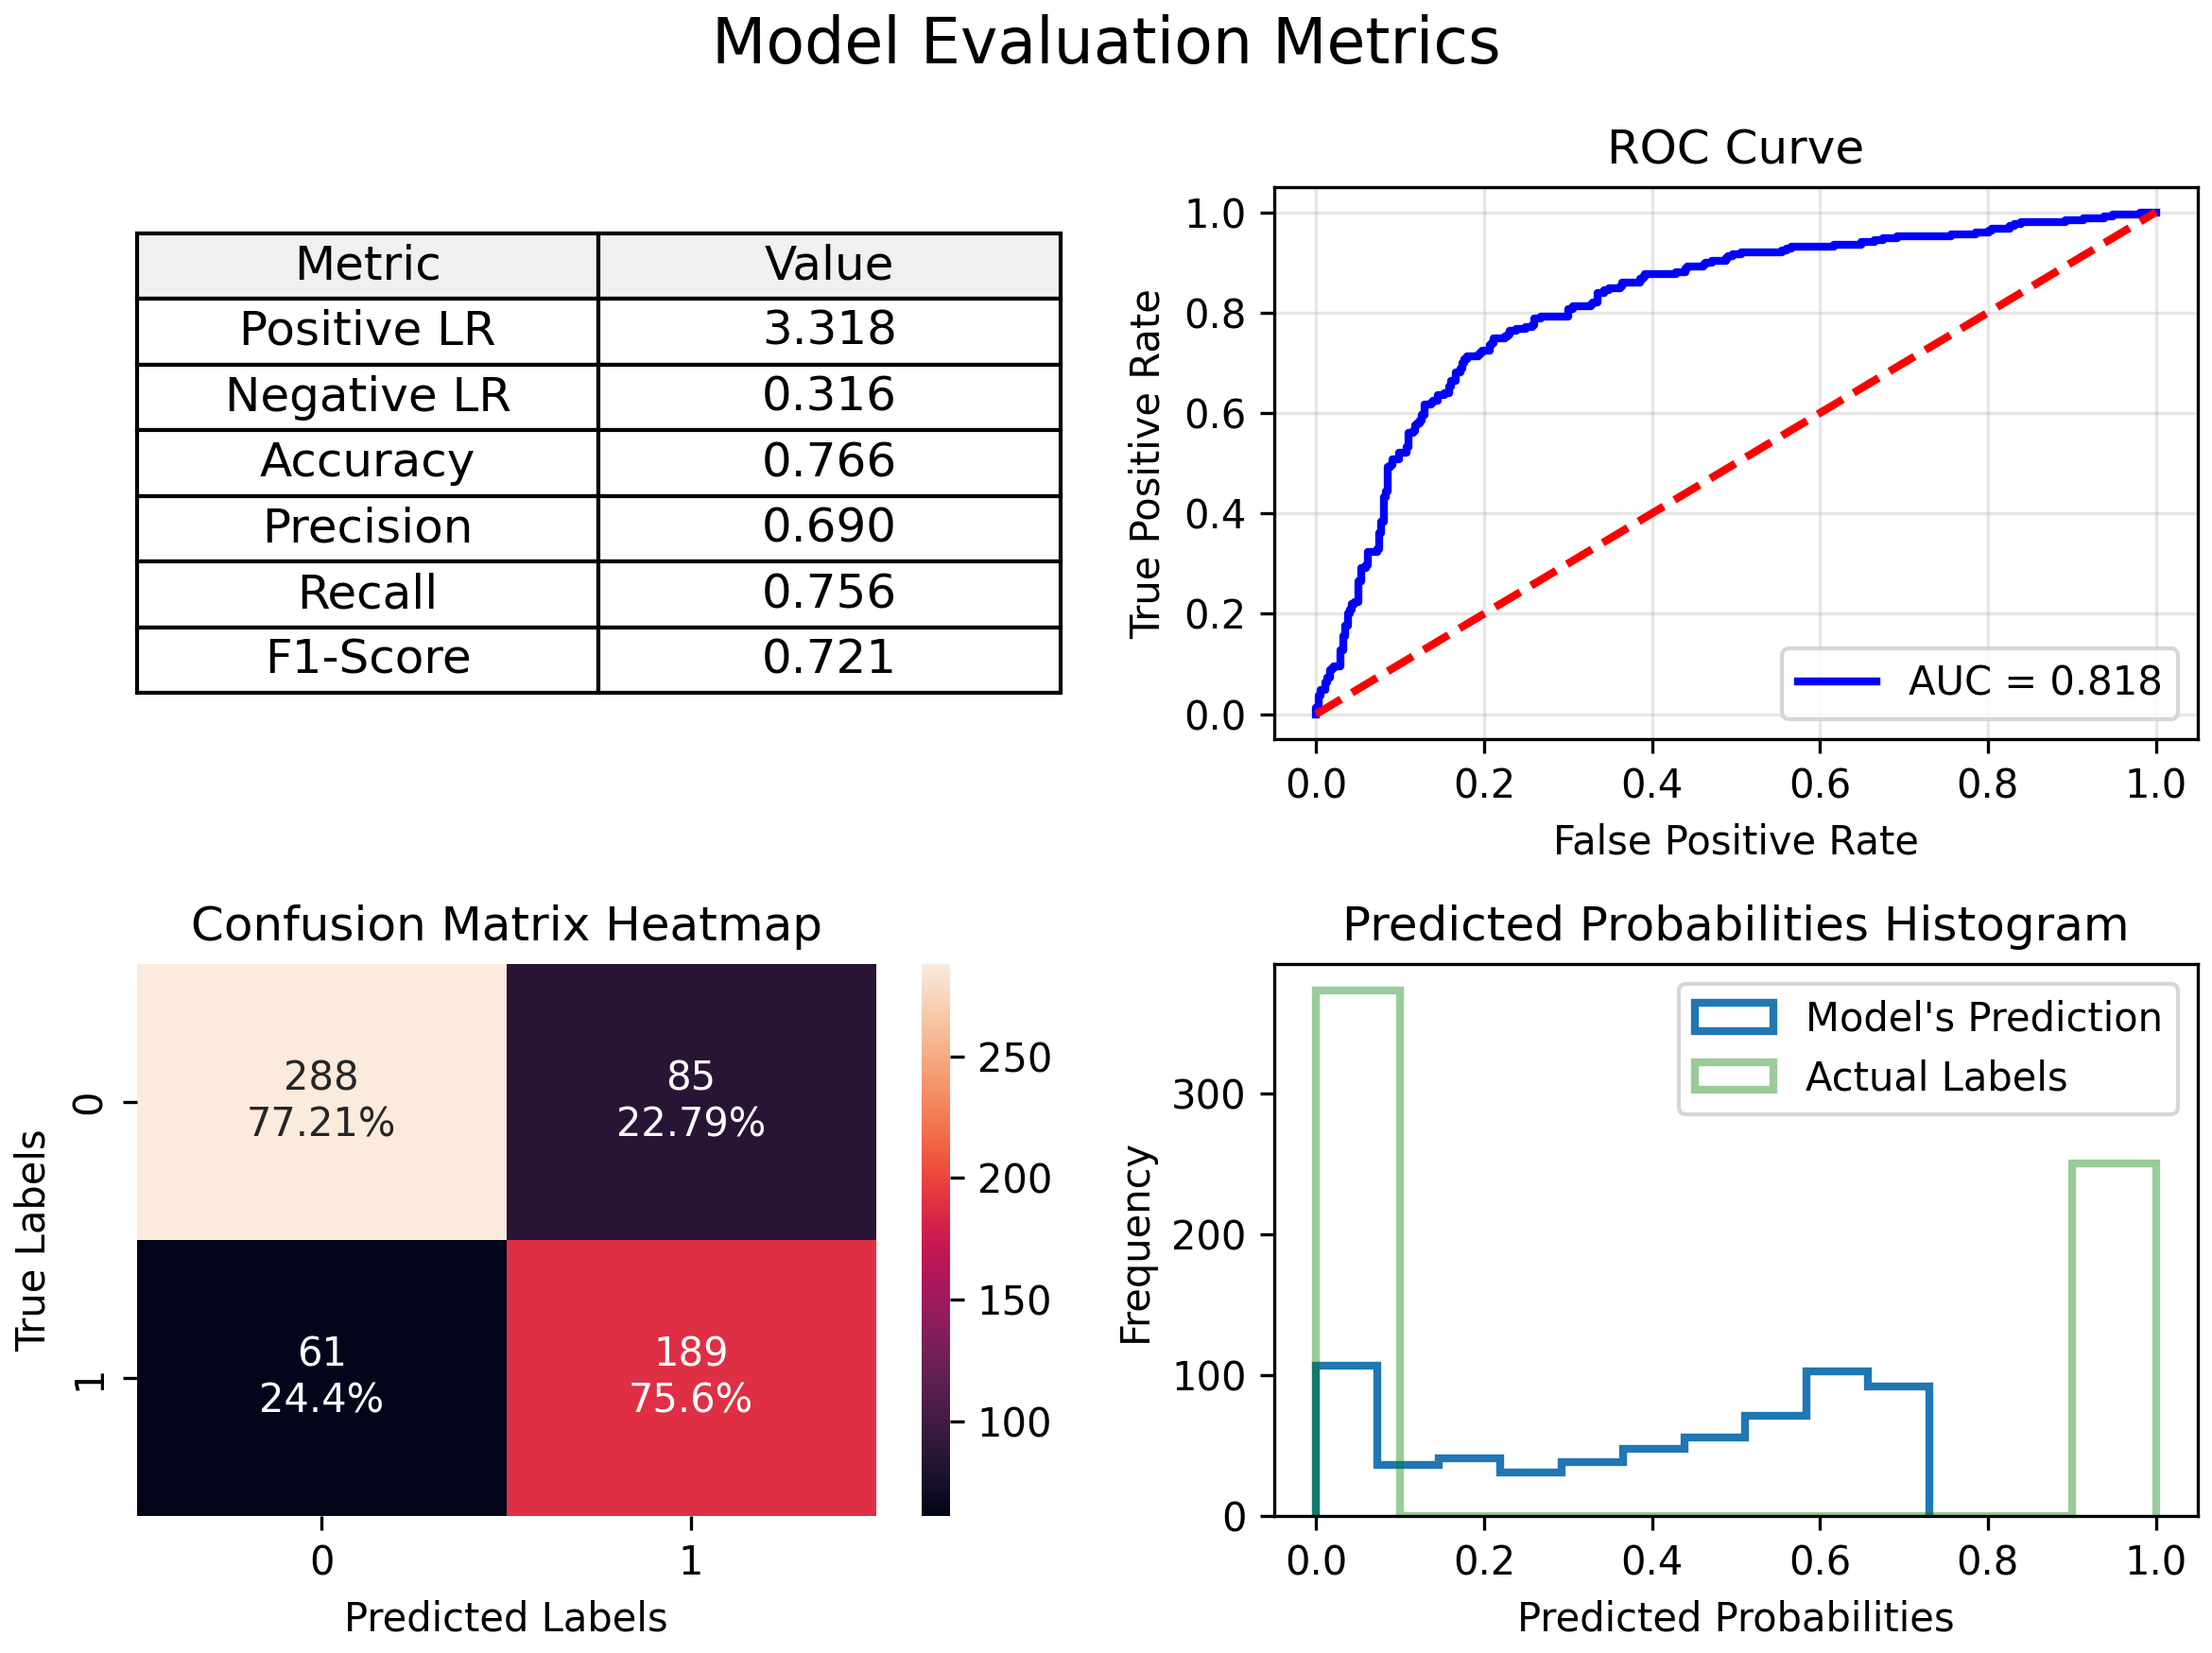 Model Evaluation Metrics
Metric Value
Positive LR 3.318
Negative LR 0.316
Accuracy 0.766
Precision 0.690
Recall 0.756
F1-Score 0.721
ROC Curve
True Positive Rate
1.0
0.8
0.6
0.4
0.2
0.0
AUC = 0.818
0.0 0.2 0.4 0.6 0.8 1.0
False Positive Rate
Confusion Matrix Heatmap
True Labels
0
1
288
77.21%
85
22.79%
61
24.4%
189
75.6%
0 1
Predicted Labels
250
200
150
100
Predicted Probabilities Histogram
Model's Prediction
Actual Labels
Frequency
300
200
100
0
0.0 0.2 0.4 0.6 0.8 1.0
Predicted Probabilities